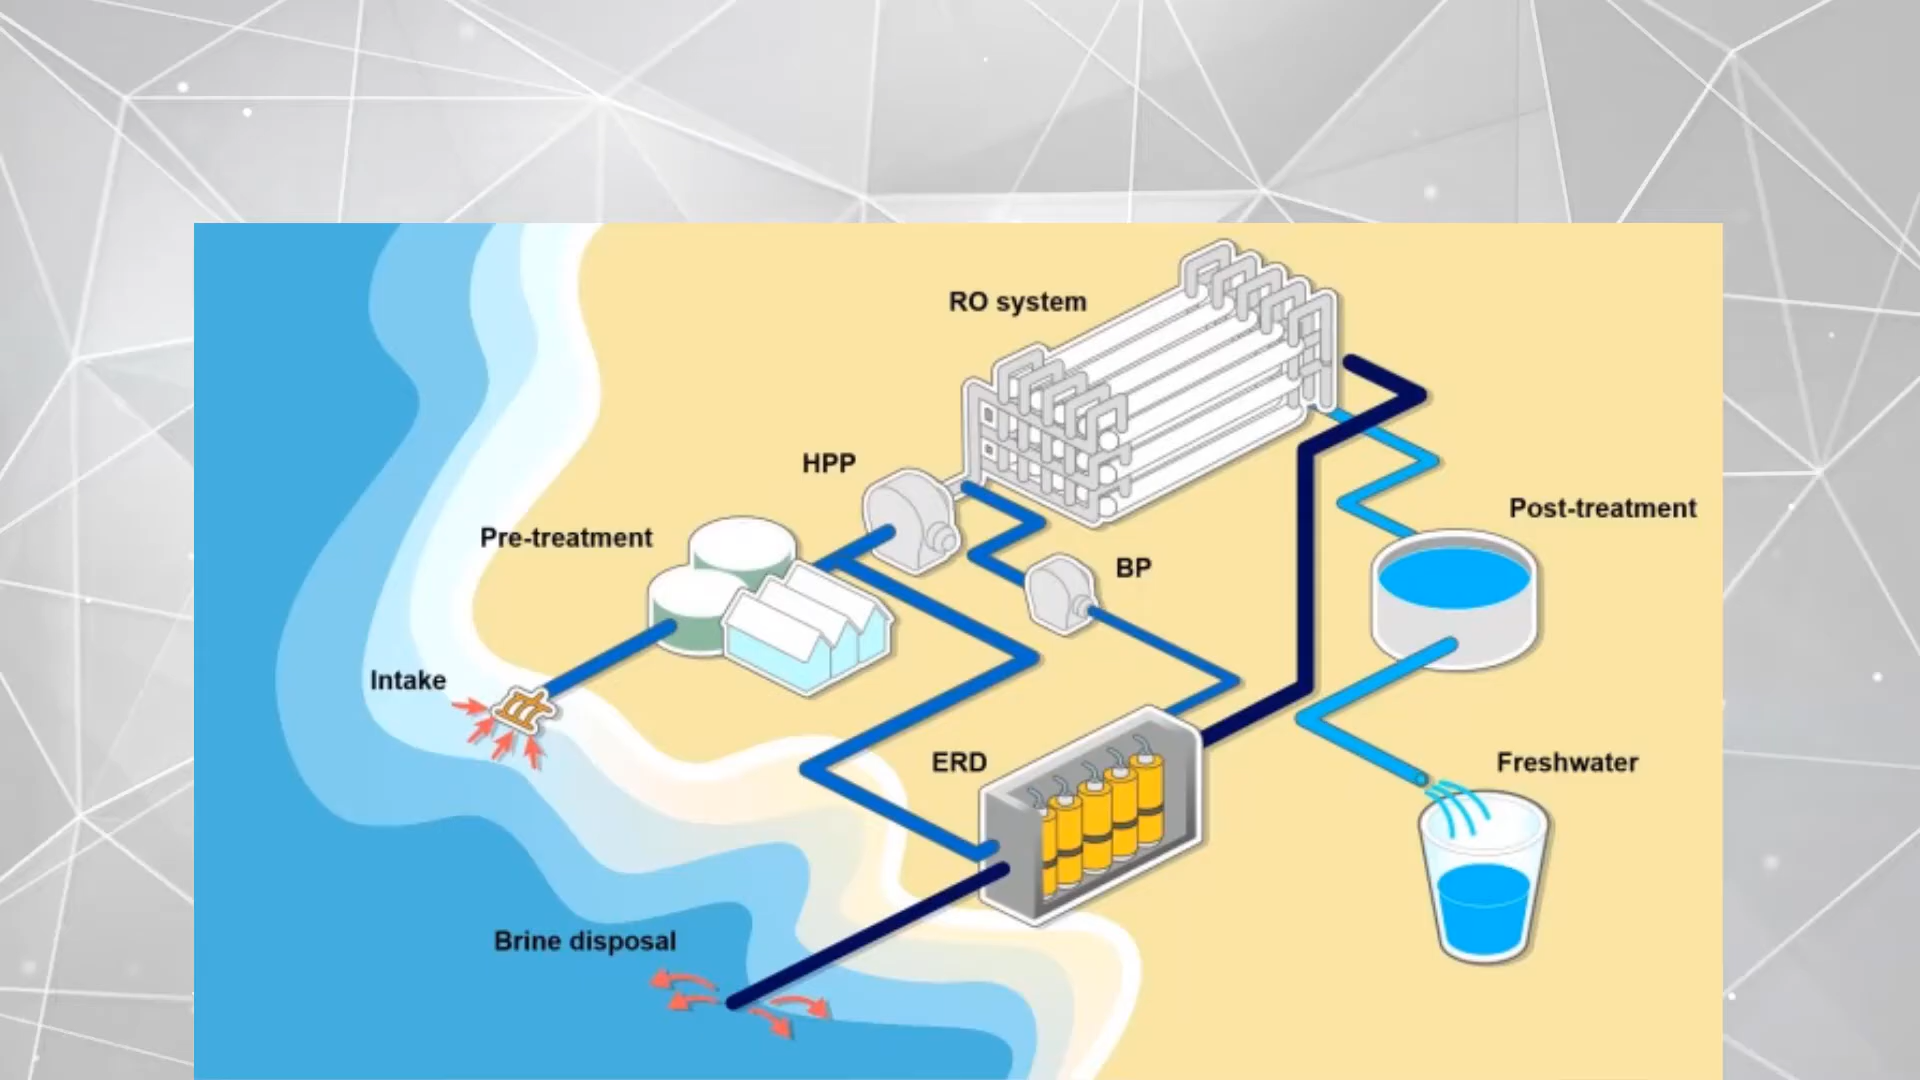 RO system
HPP
Post-treatment
Pre-treatment
BP
Intake
ERD
Freshwater
Brine disposal